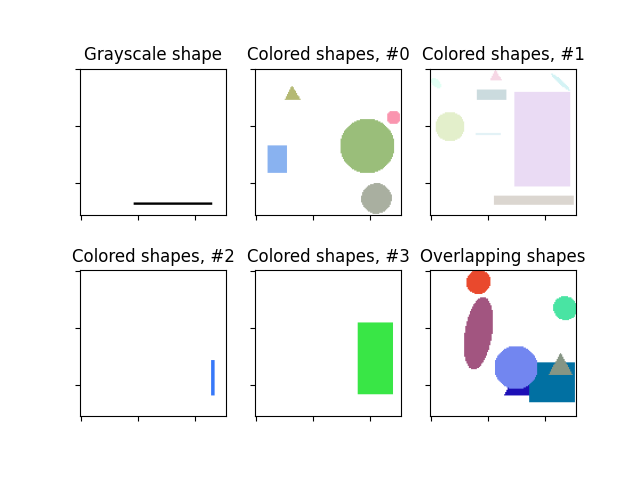 Grayscale shape
Colored shapes, #0
Colored shapes, #1
Colored shapes, #2
Colored shapes, #3
Overlapping shapes